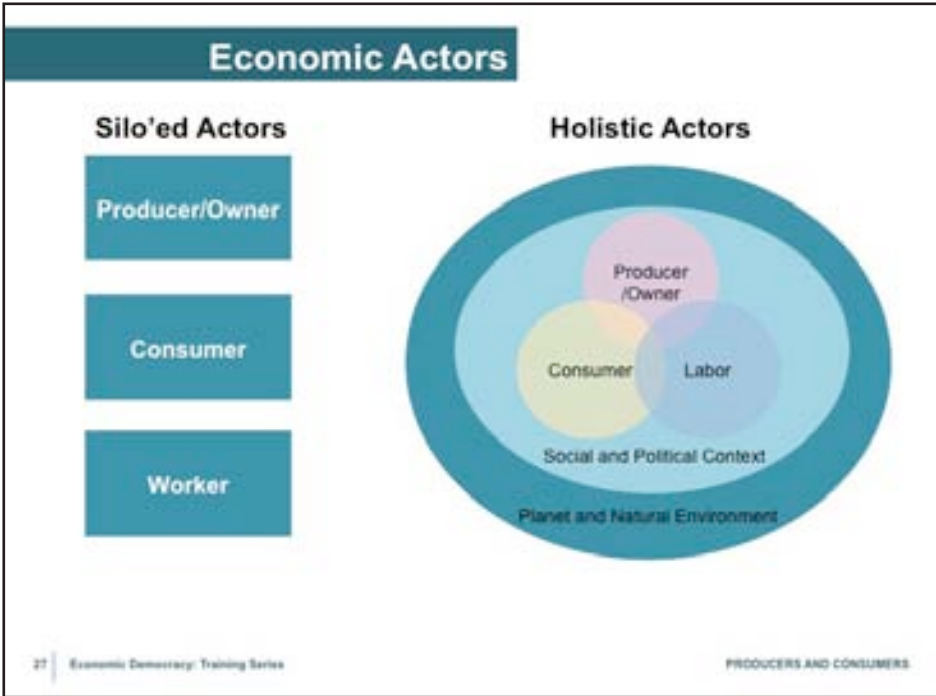 Economic Actors
Silo'ed Actors
Producer/Owner
Consumer
Worker
Holistic Actors
Producer
/Owner
Consumer
Labor
Social and Political Context
Planet and Natural Environment
27
Economic Democracy: Training Series
PRODUCERS AND CONSUMERS